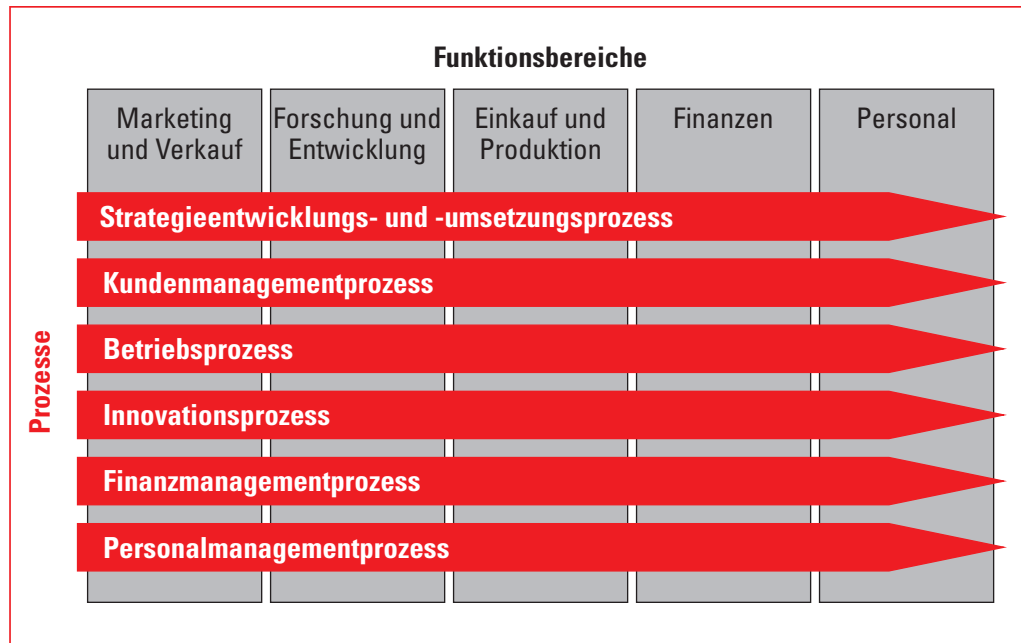 Funktionsbereiche
Marketing
und Verkauf
Forschung und
Entwicklung
Einkauf und
Produktion
Finanzen
Personal
Prozesse
Strategieentwicklungs- und -umsetzungsprozess
Kundenmanagementprozess
Betriebsprozess
Innovationsprozess
Finanzmanagementprozess
Personalmanagementprozess